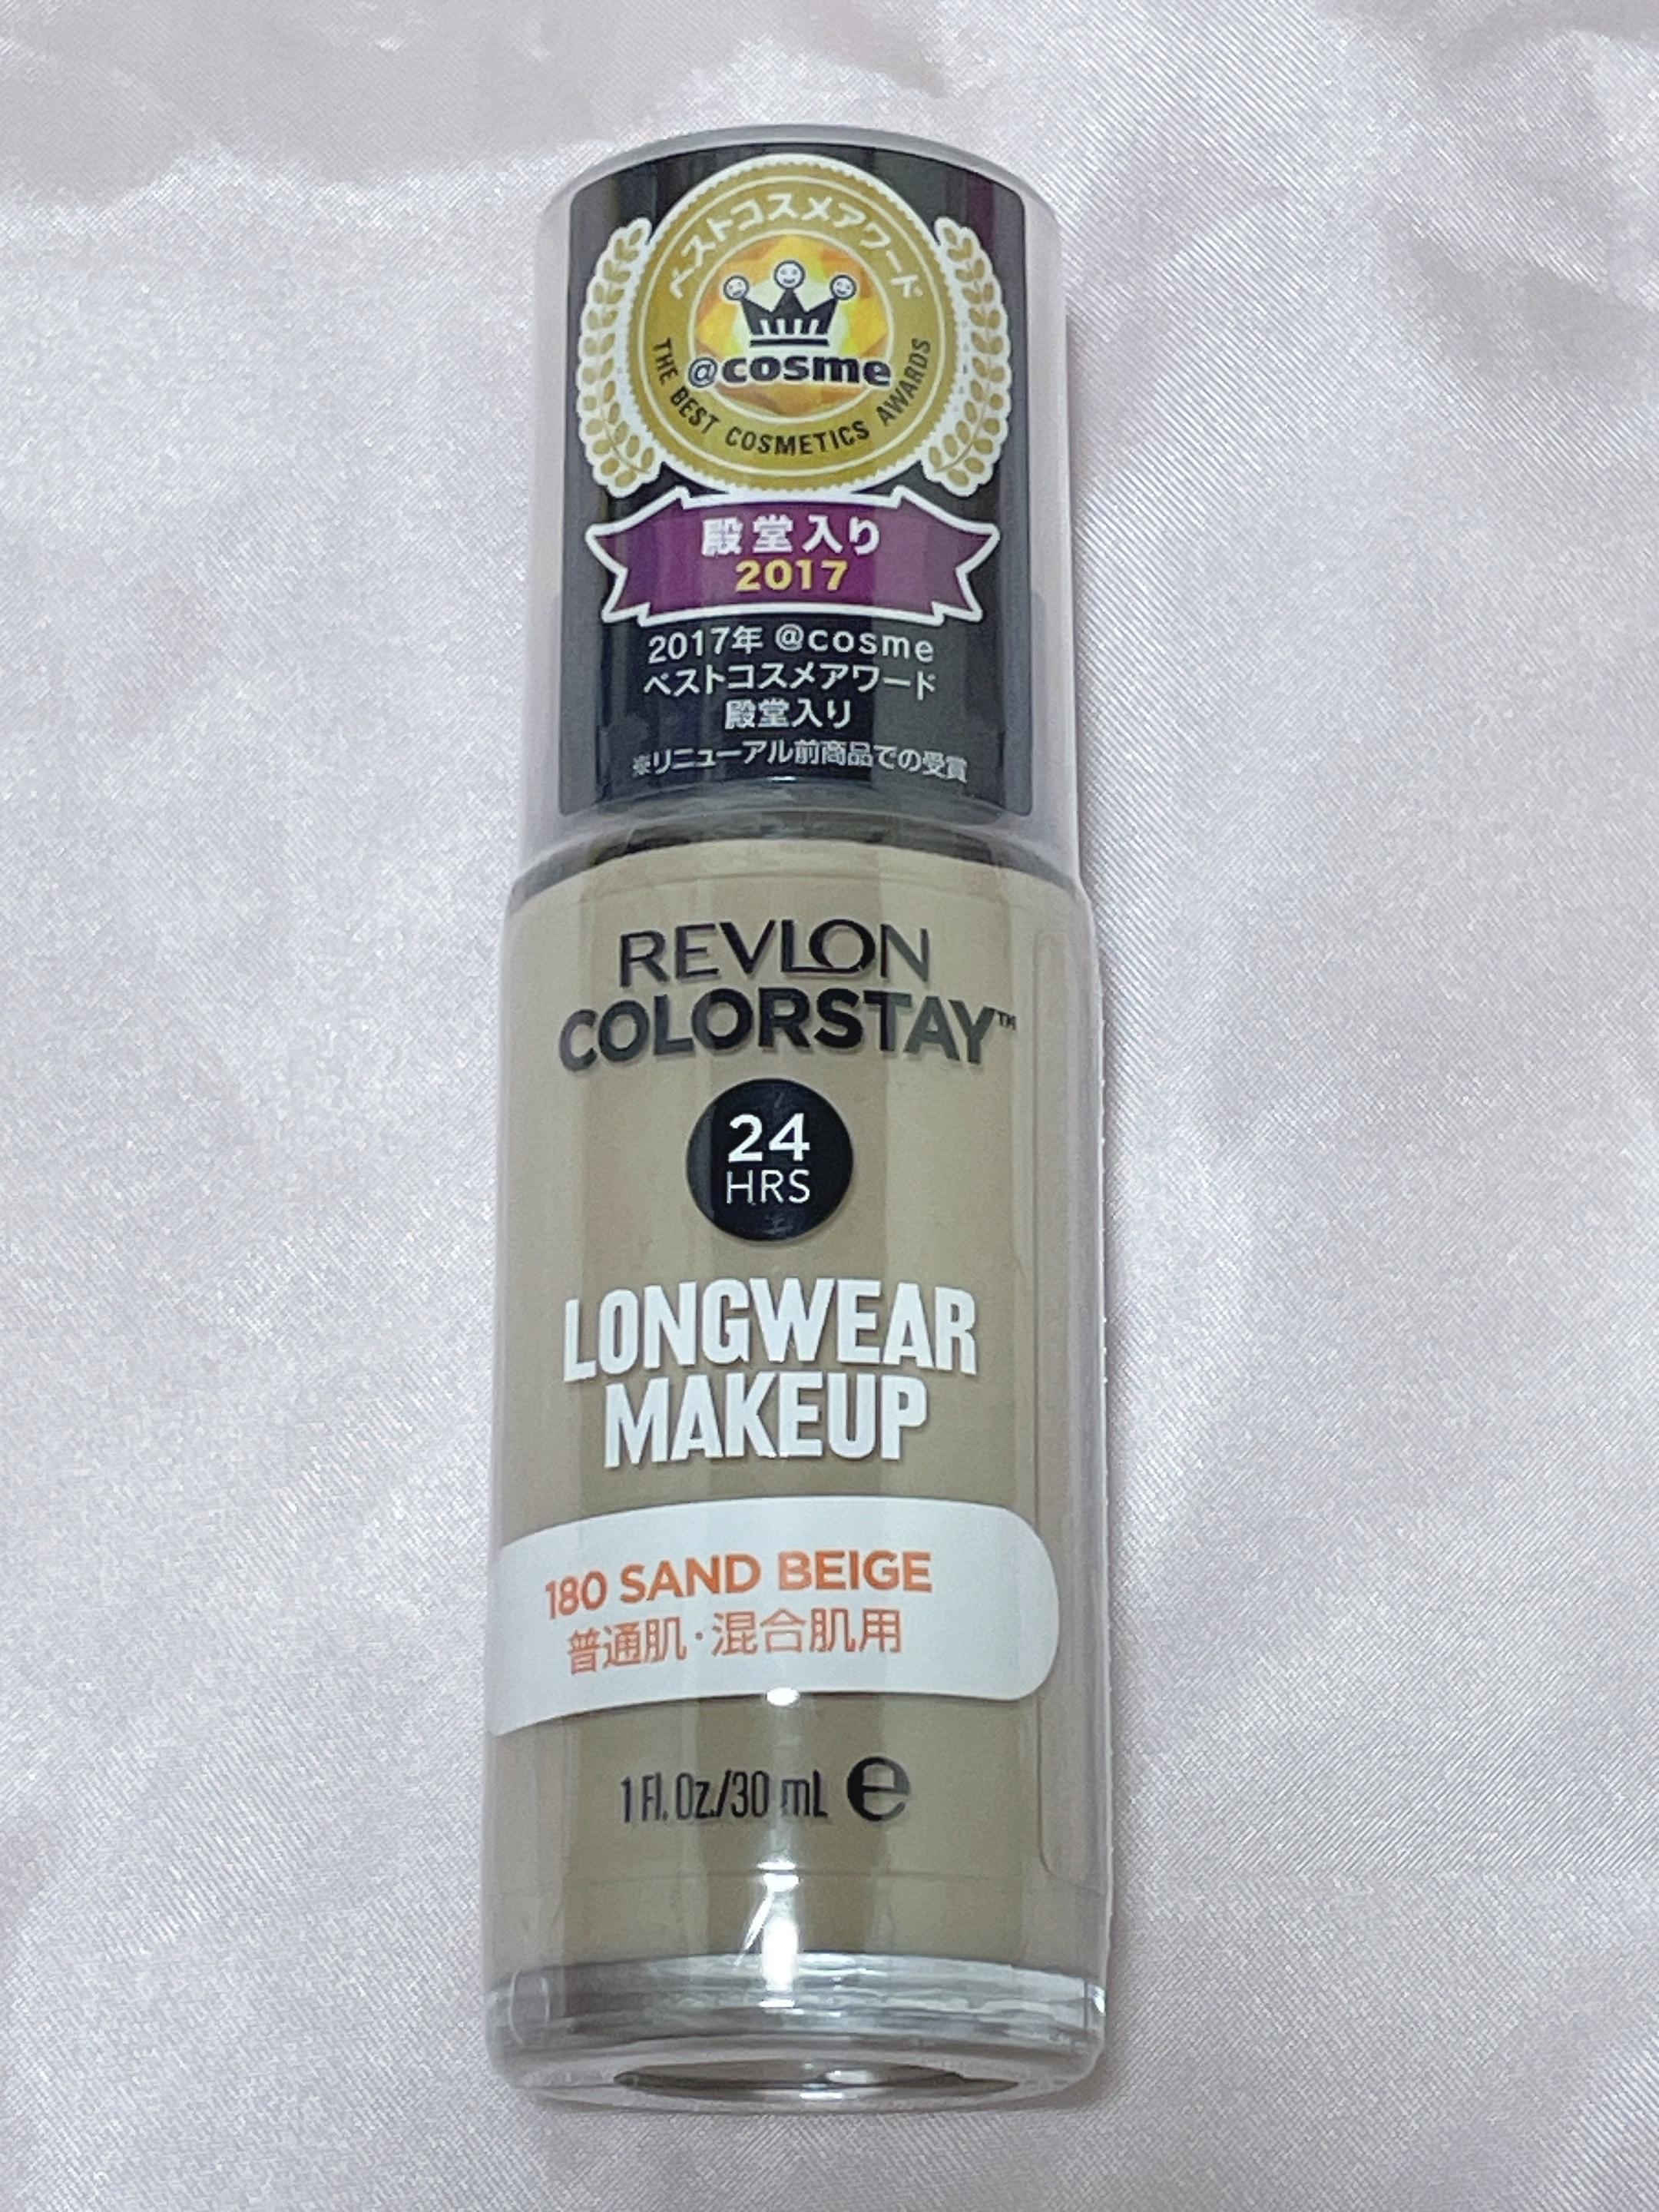 ベストコスメアワード
@cosme
THE BEST COSMETICS AWARDS
殿堂入り
2017
2017年 @cosme
ベストコスメアワード
殿堂入り
※リニューアル前商品での受賞
REVLON
COLORSTAY™
24
HRS
LONGWEAR
MAKEUP
180 SAND BEIGE
普通肌・混合肌用
1 Fl. Oz./30 mL ℮